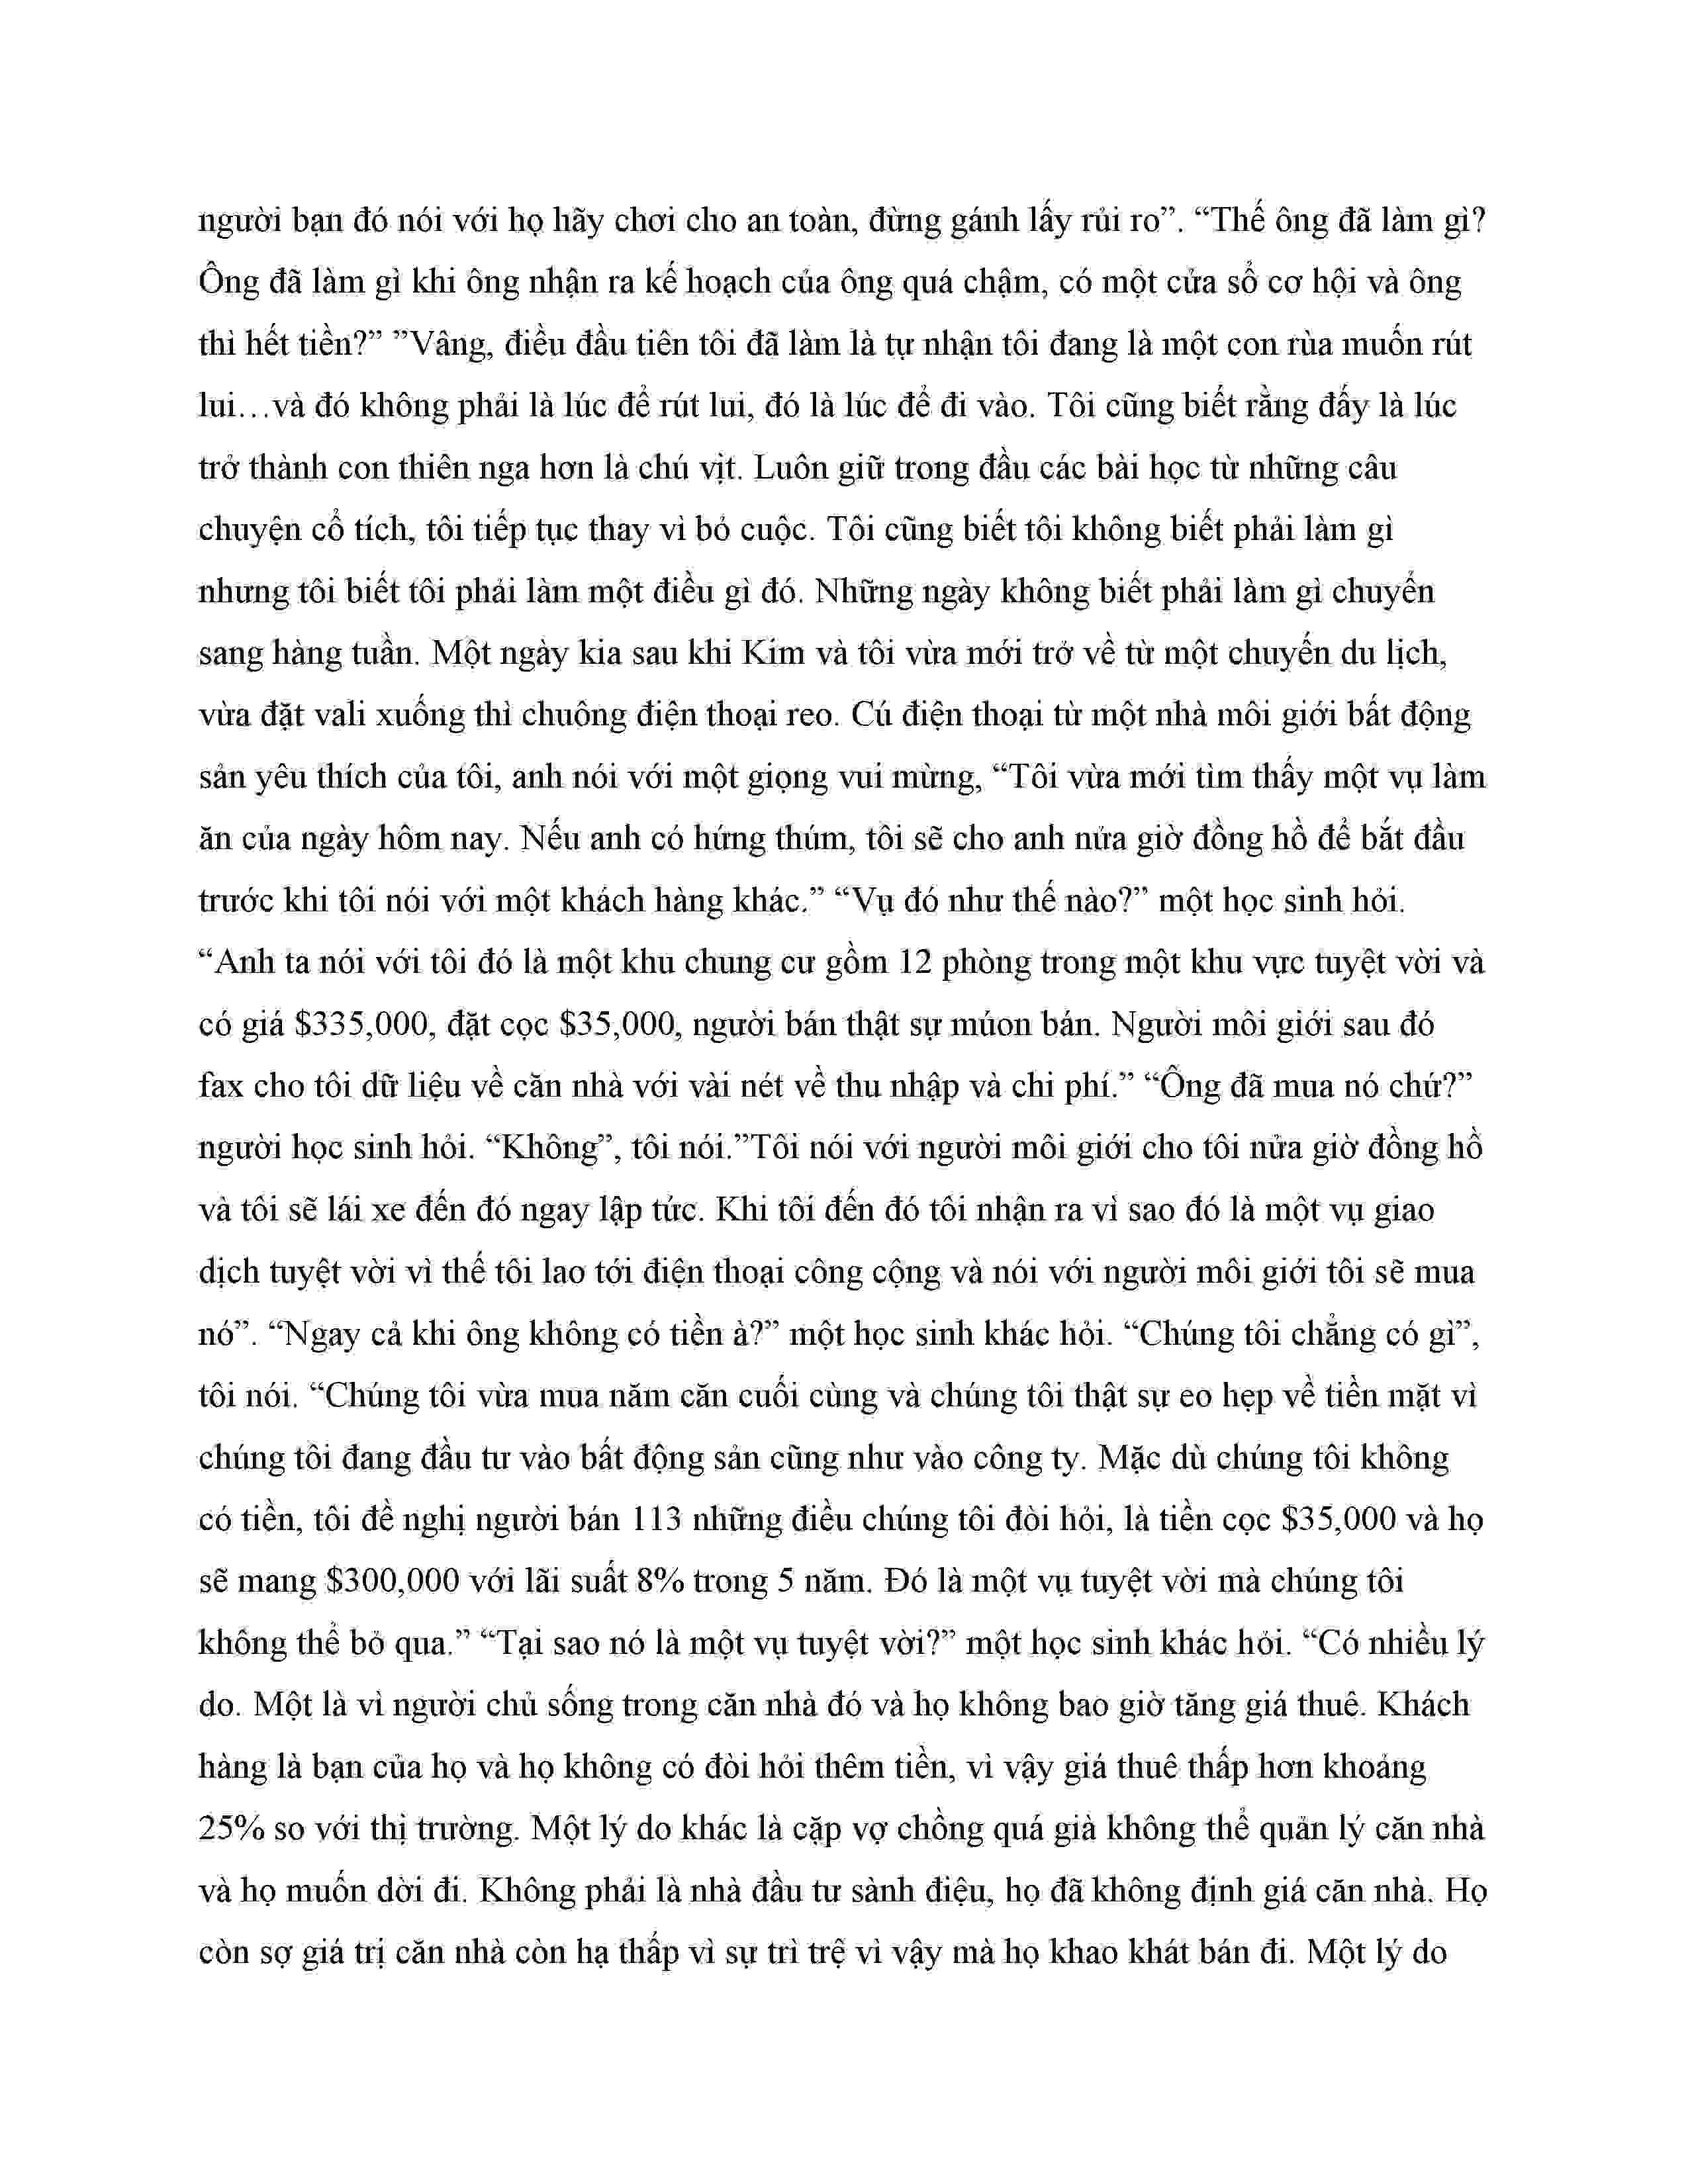 người bạn đó nói với họ hãy chơi cho an toàn, đừng gánh lấy rủi ro”. “Thế ông đã làm gì?
Ông đã làm gì khi ông nhận ra kế hoạch của ông quá chậm, có một cửa sổ cơ hội và ông
thì hết tiền?” ”Vâng, điều đầu tiên tôi đã làm là tự nhận tôi đang là một con rùa muốn rút
lui…và đó không phải là lúc để rút lui, đó là lúc để đi vào. Tôi cũng biết rằng đấy là lúc
trở thành con thiên nga hơn là chú vịt. Luôn giữ trong đầu các bài học từ những câu
chuyện cổ tích, tôi tiếp tục thay vì bỏ cuộc. Tôi cũng biết tôi không biết phải làm gì
nhưng tôi biết tôi phải làm một điều gì đó. Những ngày không biết phải làm gì chuyển
sang hàng tuần. Một ngày kia sau khi Kim và tôi vừa mới trở về từ một chuyến du lịch,
vừa đặt vali xuống thì chuông điện thoại reo. Cú điện thoại từ một nhà môi giới bất động
sản yêu thích của tôi, anh nói với một giọng vui mừng, “Tôi vừa mới tìm thấy một vụ làm
ăn của ngày hôm nay. Nếu anh có hứng thúm, tôi sẽ cho anh nửa giờ đồng hồ để bắt đầu
trước khi tôi nói với một khách hàng khác.” “Vụ đó như thế nào?” một học sinh hỏi.
“Anh ta nói với tôi đó là một khu chung cư gồm 12 phòng trong một khu vực tuyệt vời và
có giá $335,000, đặt cọc $35,000, người bán thật sự múon bán. Người môi giới sau đó
fax cho tôi dữ liệu về căn nhà với vài nét về thu nhập và chi phí.” “Ông đã mua nó chứ?”
người học sinh hỏi. “Không”, tôi nói.”Tôi nói với người môi giới cho tôi nửa giờ đồng hồ
và tôi sẽ lái xe đến đó ngay lập tức. Khi tôi đến đó tôi nhận ra vì sao đó là một vụ giao
dịch tuyệt vời vì thế tôi lao tới điện thoại công cộng và nói với người môi giới tôi sẽ mua
nó”. “Ngay cả khi ông không có tiền à?” một học sinh khác hỏi. “Chúng tôi chẳng có gì”,
tôi nói. “Chúng tôi vừa mua năm căn cuối cùng và chúng tôi thật sự eo hẹp về tiền mặt vì
chúng tôi đang đầu tư vào bất động sản cũng như vào công ty. Mặc dù chúng tôi không
có tiền, tôi đề nghị người bán 113 những điều chúng tôi đòi hỏi, là tiền cọc $35,000 và họ
sẽ mang $300,000 với lãi suất 8% trong 5 năm. Đó là một vụ tuyệt vời mà chúng tôi
không thể bỏ qua.” “Tại sao nó là một vụ tuyệt vời?” một học sinh khác hỏi. “Có nhiều lý
do. Một là vì người chủ sống trong căn nhà đó và họ không bao giờ tăng giá thuê. Khách
hàng là bạn của họ và họ không có đòi hỏi thêm tiền, vì vậy giá thuê thấp hơn khoảng
25% so với thị trường. Một lý do khác là cặp vợ chồng quá già không thể quản lý căn nhà
và họ muốn dời đi. Không phải là nhà đầu tư sành điệu, họ đã không định giá căn nhà. Họ
còn sợ giá trị căn nhà còn hạ thấp vì sự trì trệ vì vậy mà họ khao khát bán đi. Một lý do